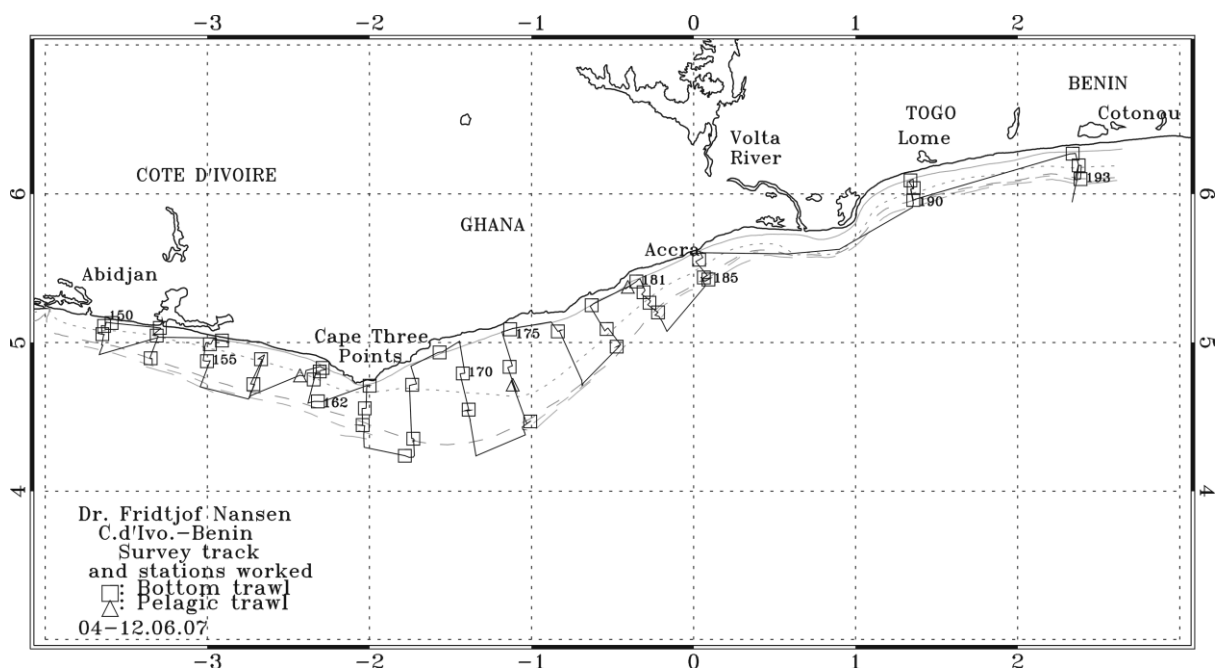 -3 -2 -1 0 1 2
BENIN
TOGO Cotonou
Volta Lome
River
COTE D'IVOIRE
6 6
193
190
GHANA
Accra
Abidjan 181 185
150 Cape Three 175
5 Points 5
155 170
162
4 4
Dr. Fridtjof Nansen
C.d'Ivo.-Benin
Survey track
and stations worked
: Bottom trawl
: Pelagic trawl
04-12.06.07
-3 -2 -1 0 1 2